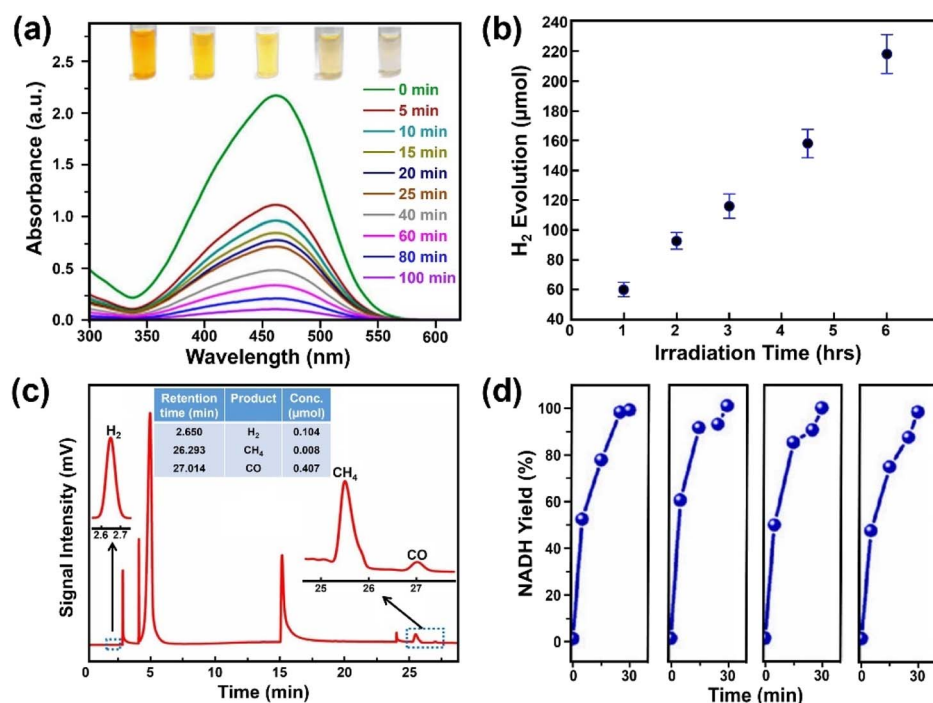 (a)
Absorbance (a.u.)
2.5
2.0
1.5
1.0
0.5
0.0
0 min
5 min
10 min
15 min
20 min
25 min
40 min
60 min
80 min
100 min
300 400 450 500 550 600
Wavelength (nm)
(b)
H2 Evolution (µmol)
220
200
180
160
140
120
100
80
60
40
0 1 2 3 4 5 6
Irradiation Time (hrs)
(c)
Signal Intensity (mV)
Retention time (min) Product Conc. (µmol)
2.650 H2 0.104
26.293 CH4 0.008
27.014 CO 0.407
H2
2.6 2.7
CH4
CO
25 26 27
0 5 10 15 20 25
Time (min)
(d)
NADH Yield (%)
100
80
60
40
20
0
0 30 0 30 0 30 0 30
Time (min)